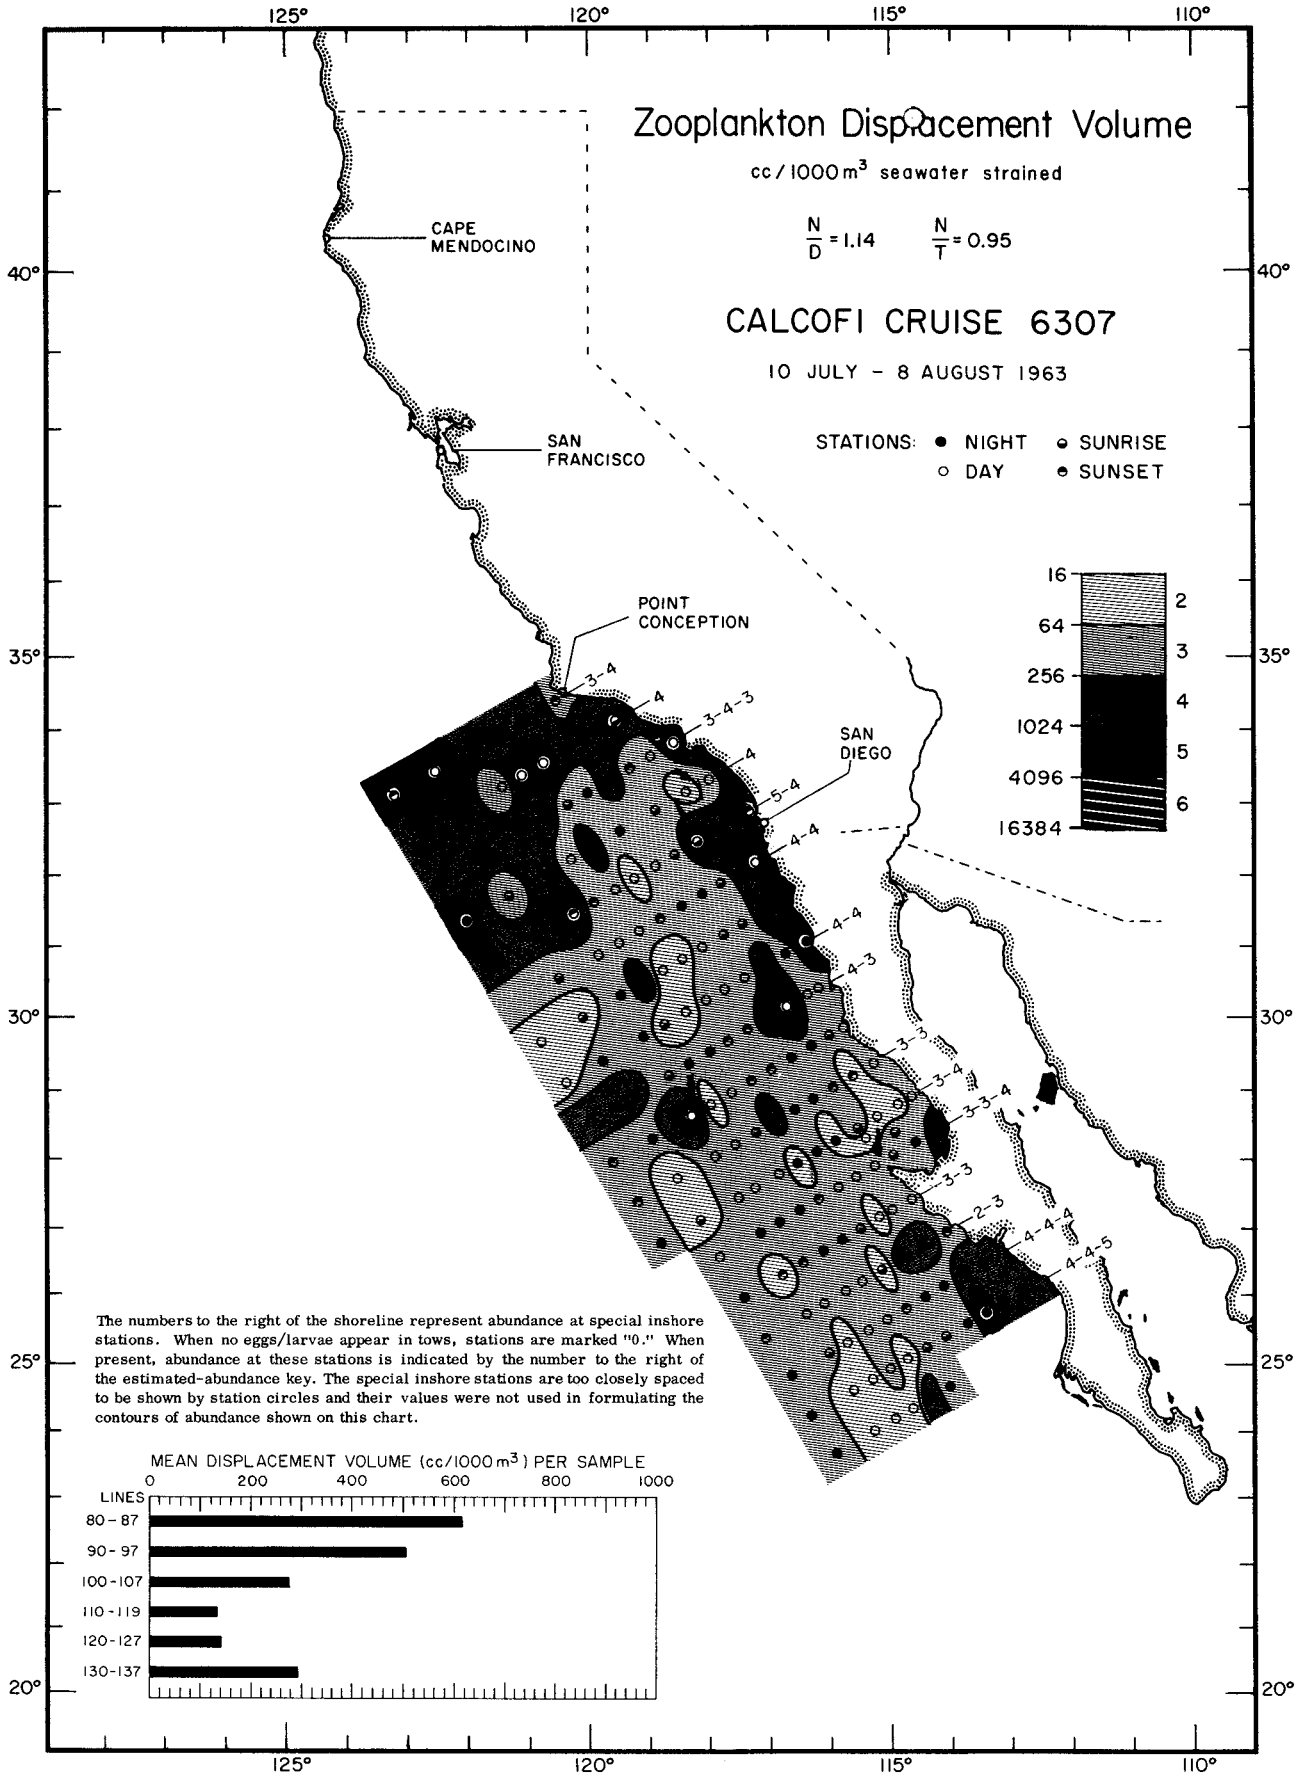 125° 120° 115° 110°
Zooplankton Displacement Volume
cc/1000m³ seawater strained
N/D = 1.14 N/T = 0.95
CAPE
MENDOCINO
40° 40°
CALCOFI CRUISE 6307
10 JULY – 8 AUGUST 1963
STATIONS: ● NIGHT SUNRISE
○ DAY SUNSET
SAN
FRANCISCO
16
2
64
3
256
4
1024
5
4096
6
16384
POINT
CONCEPTION
35° 35°
3-4
4
3-4-3
SAN
DIEGO
4
5-4
4-4
4-4
4-3
30° 30°
3-3
3-4
3-3-4
3-3
2-3
4-4-4
4-4-5
The numbers to the right of the shoreline represent abundance at special inshore
stations. When no eggs/larvae appear in tows, stations are marked "0." When
present, abundance at these stations is indicated by the number to the right of
the estimated-abundance key. The special inshore stations are too closely spaced
to be shown by station circles and their values were not used in formulating the
contours of abundance shown on this chart.
25° 25°
MEAN DISPLACEMENT VOLUME (cc/1000m³) PER SAMPLE
0 200 400 600 800 1000
LINES
80-87
90-97
100-107
110-119
120-127
130-137
20° 20°
125° 120° 115° 110°